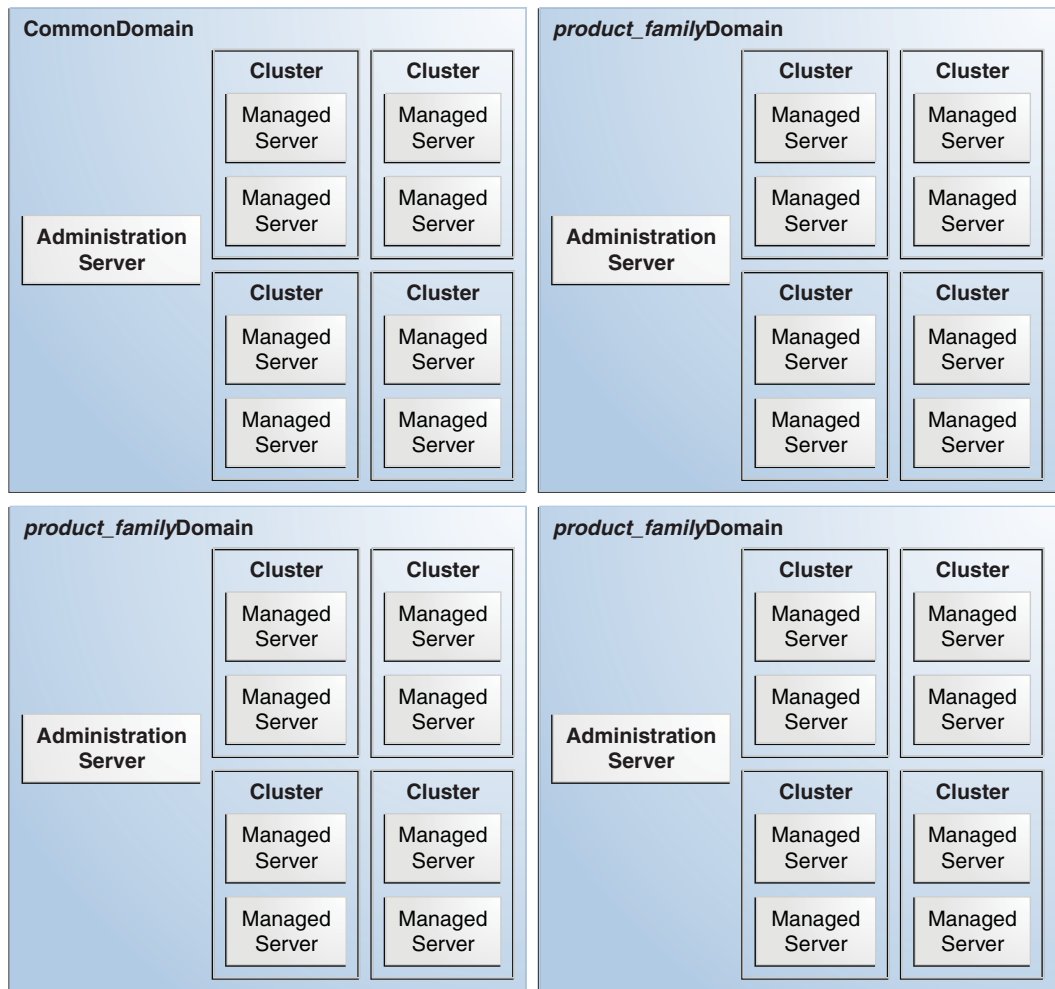 CommonDomain
Cluster
Managed
Server
Managed
Server
Cluster
Managed
Server
Managed
Server
Administration
Server
Cluster
Managed
Server
Managed
Server
Cluster
Managed
Server
Managed
Server
product_familyDomain
Cluster
Managed
Server
Managed
Server
Cluster
Managed
Server
Managed
Server
Administration
Server
Cluster
Managed
Server
Managed
Server
Cluster
Managed
Server
Managed
Server
product_familyDomain
Cluster
Managed
Server
Managed
Server
Cluster
Managed
Server
Managed
Server
Administration
Server
Cluster
Managed
Server
Managed
Server
Cluster
Managed
Server
Managed
Server
product_familyDomain
Cluster
Managed
Server
Managed
Server
Cluster
Managed
Server
Managed
Server
Administration
Server
Cluster
Managed
Server
Managed
Server
Cluster
Managed
Server
Managed
Server